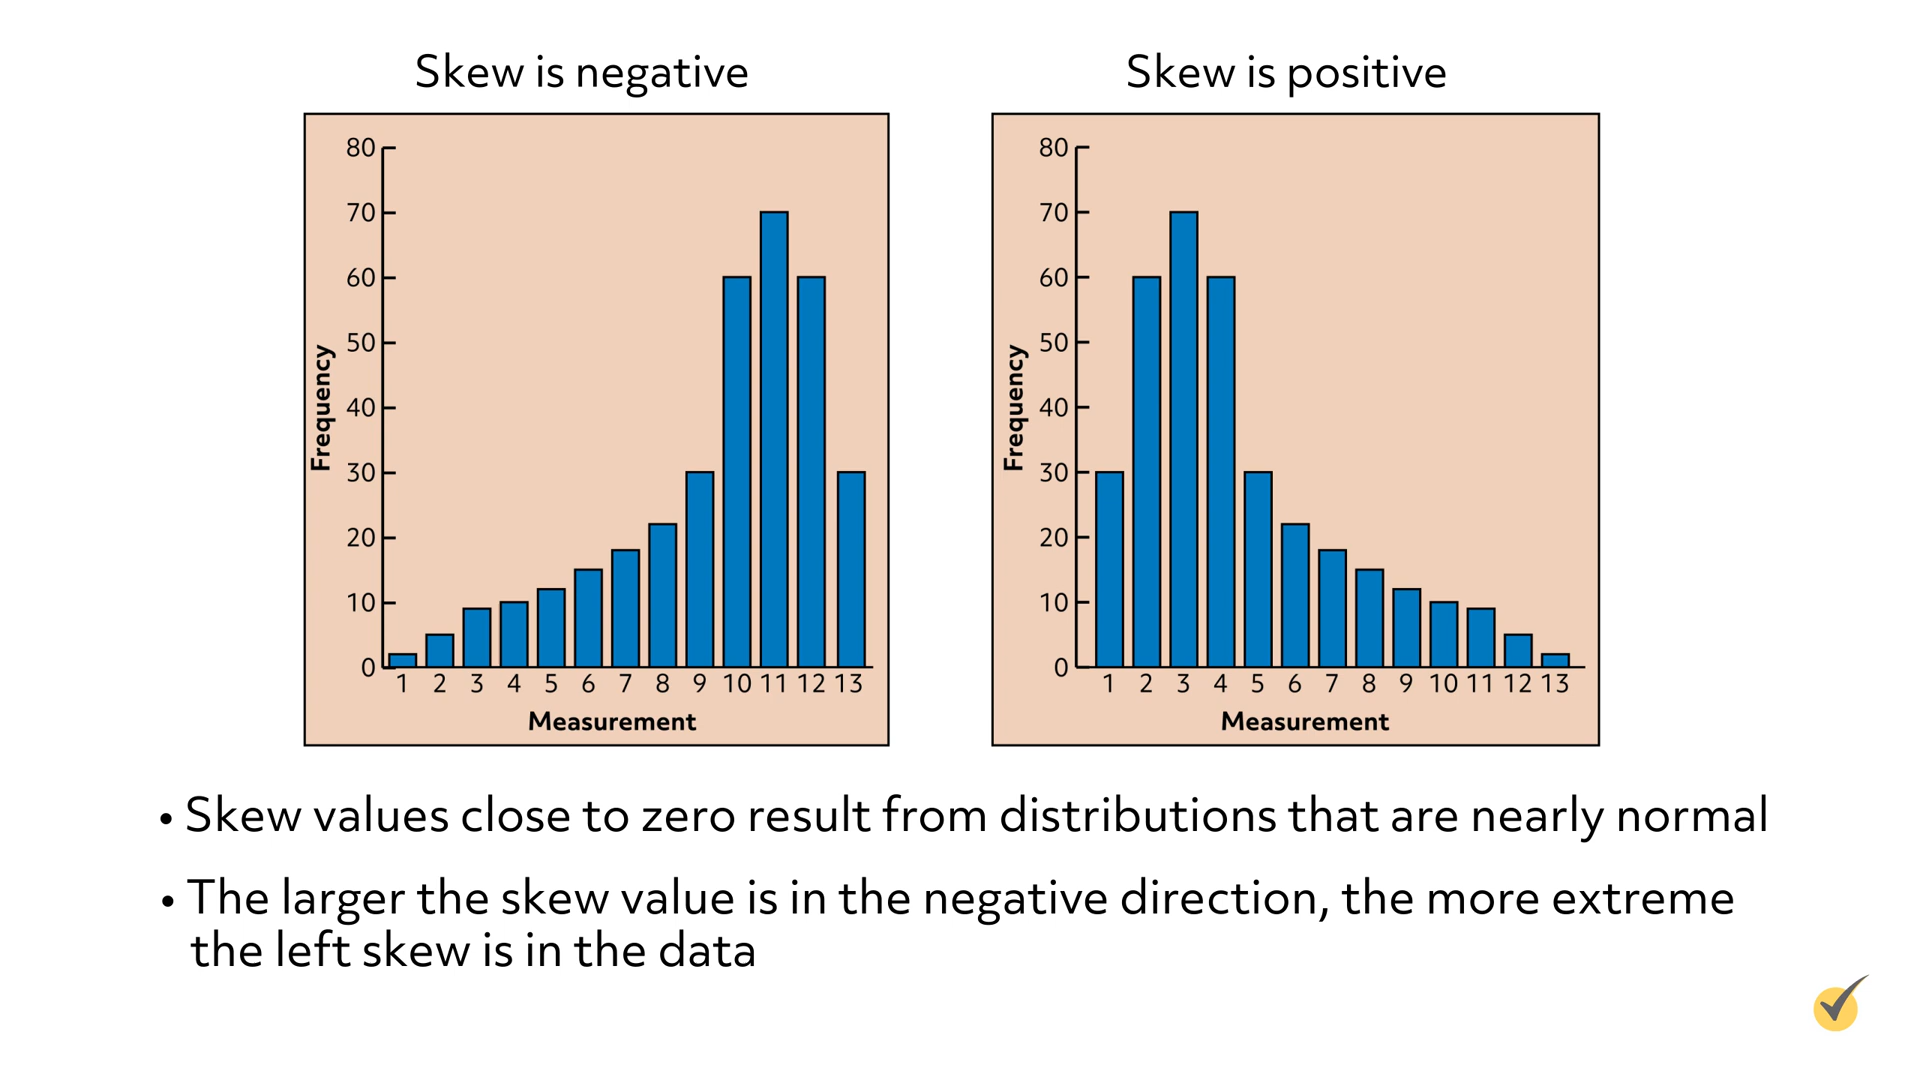 Skew is negative
Skew is positive
80
70
60
50
40
30
20
10
0
Frequency
1 2 3 4 5 6 7 8 9 10 11 12 13
Measurement
80
70
60
50
40
30
20
10
0
Frequency
1 2 3 4 5 6 7 8 9 10 11 12 13
Measurement
• Skew values close to zero result from distributions that are nearly normal
• The larger the skew value is in the negative direction, the more extreme
the left skew is in the data